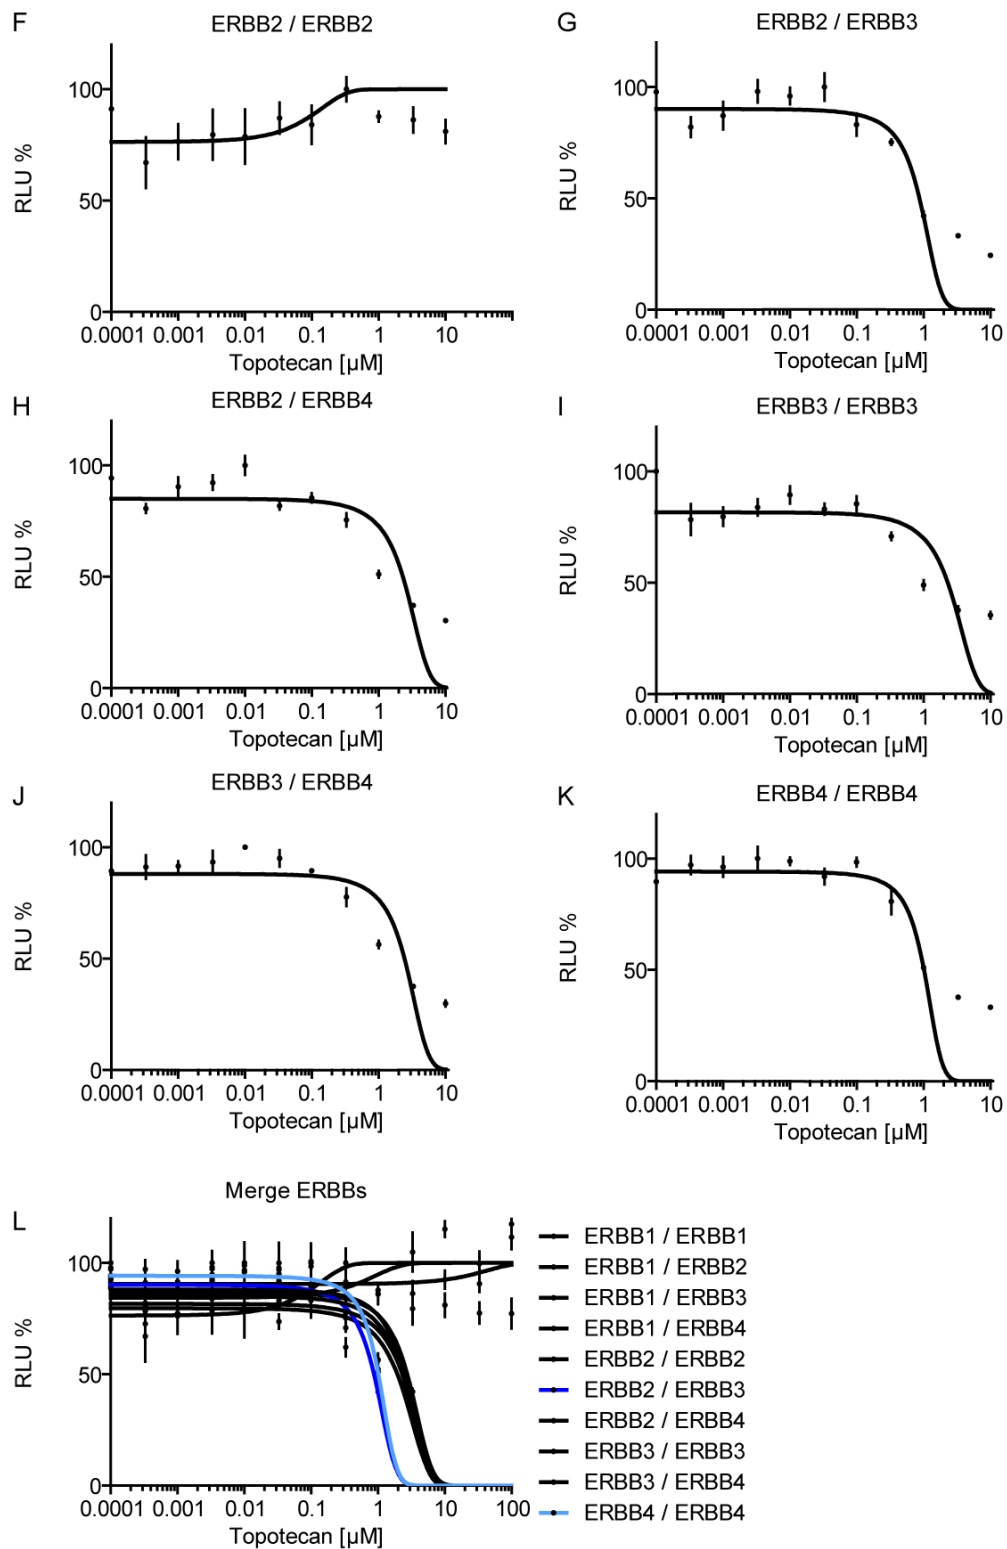 F
ERBB2 / ERBB2
RLU %
100
50
0
0.0001 0.001 0.01 0.1 1 10
Topotecan [µM]
G
ERBB2 / ERBB3
RLU %
100
50
0
0.0001 0.001 0.01 0.1 1 10
Topotecan [µM]
H
ERBB2 / ERBB4
RLU %
100
50
0
0.0001 0.001 0.01 0.1 1 10
Topotecan [µM]
I
ERBB3 / ERBB3
RLU %
100
50
0
0.0001 0.001 0.01 0.1 1 10
Topotecan [µM]
J
ERBB3 / ERBB4
RLU %
100
50
0
0.0001 0.001 0.01 0.1 1 10
Topotecan [µM]
K
ERBB4 / ERBB4
RLU %
100
50
0
0.0001 0.001 0.01 0.1 1 10
Topotecan [µM]
L
Merge ERBBs
RLU %
100
50
0
0.0001 0.001 0.01 0.1 1 10 100
Topotecan [µM]
ERBB1 / ERBB1
ERBB1 / ERBB2
ERBB1 / ERBB3
ERBB1 / ERBB4
ERBB2 / ERBB2
ERBB2 / ERBB3
ERBB2 / ERBB4
ERBB3 / ERBB3
ERBB3 / ERBB4
ERBB4 / ERBB4